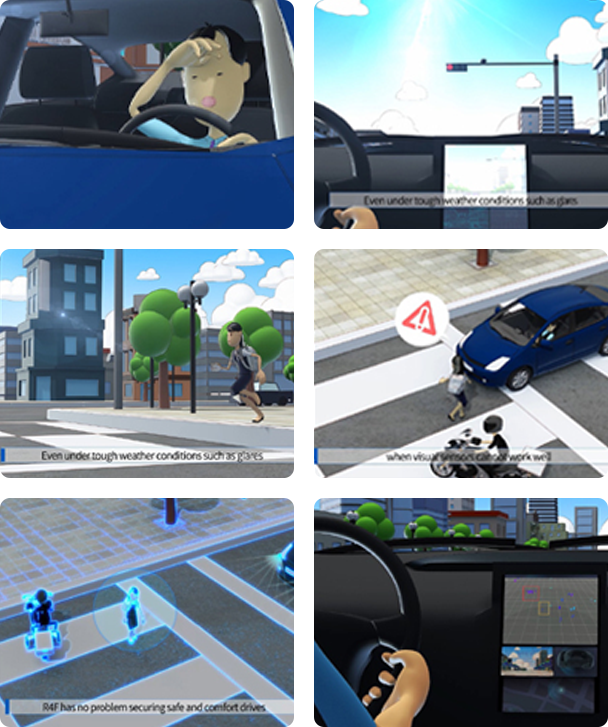 Even under tough weather conditions such as glares
Even under tough weather conditions such as glares
when visual sensors cannot work well
R4F has no problem securing safe and comfort drives